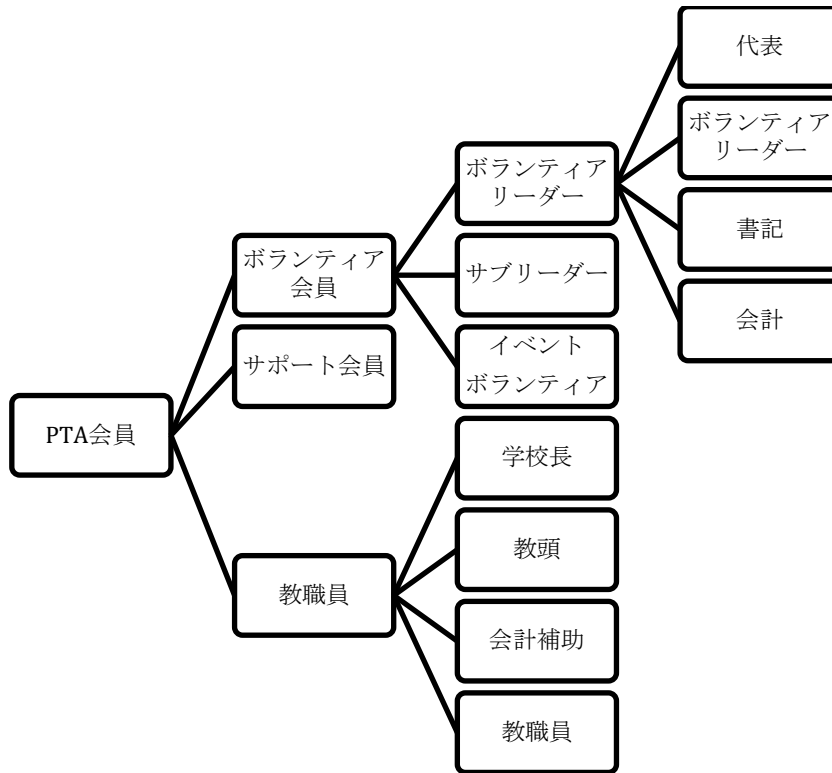 代表
ボランティア
リーダー
書記
会計
ボランティア
リーダー
サブリーダー
イベント
ボランティア
ボランティア
会員
サポート会員
PTA会員
学校長
教頭
会計補助
教職員
教職員